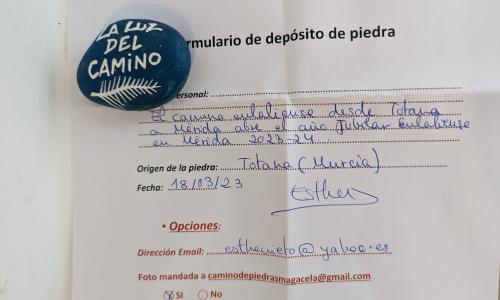 LA LUZ
DEL
CAMINO
rmulario de depósito de piedra
ersonal:
El camino eulaliense desde Totana
a Mérida abre el año Jubilar eulaliense
en Mérida 2023-24
Origen de la piedra: Totana (Murcia)
Fecha: 18/03/23
Esther
• Opciones:
Dirección Email: esthernieto@yahoo.es
Foto mandada a caminodepiedrasmagacela@gmail.com
SI No